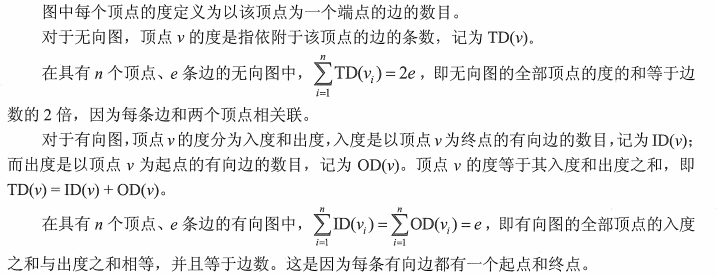 图中每个顶点的度定义为以该顶点为一个端点的边的数目。
对于无向图，顶点 v 的度是指依附于该顶点的边的条数，记为 TD(v)。
在具有 n 个顶点、e 条边的无向图中，∑_{i=1}^{n} TD(v_i) = 2e，即无向图的全部顶点的度的和等于边
数的 2 倍，因为每条边和两个顶点相关联。
对于有向图，顶点 v 的度分为入度和出度，入度是以顶点 v 为终点的有向边的数目，记为 ID(v)；
而出度是以顶点 v 为起点的有向边的数目，记为 OD(v)。顶点 v 的度等于其入度和出度之和，即
TD(v) = ID(v) + OD(v)。
在具有 n 个顶点、e 条边的有向图中，∑_{i=1}^{n} ID(v_i) = ∑_{i=1}^{n} OD(v_i) = e，即有向图的全部顶点的入度
之和与出度之和相等，并且等于边数。这是因为每条有向边都有一个起点和终点。